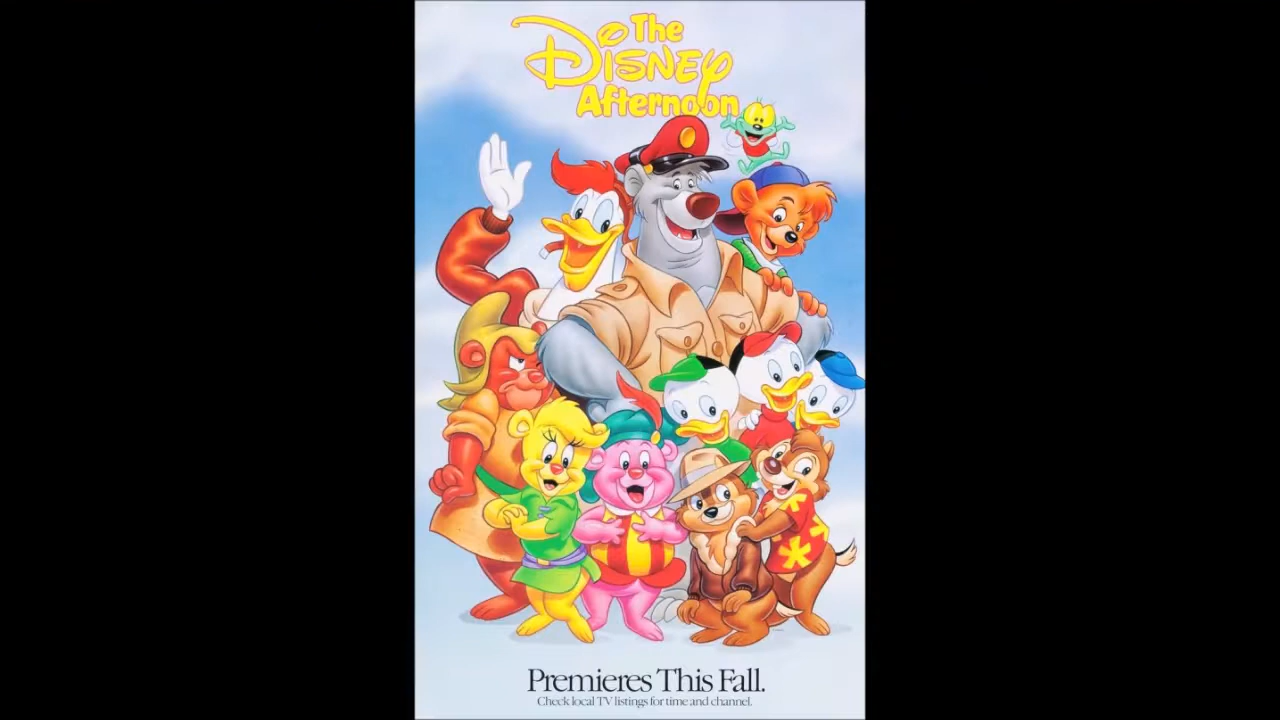 The
DISNEY
Afternoon
Premieres This Fall.
Check local TV listings for time and channel.